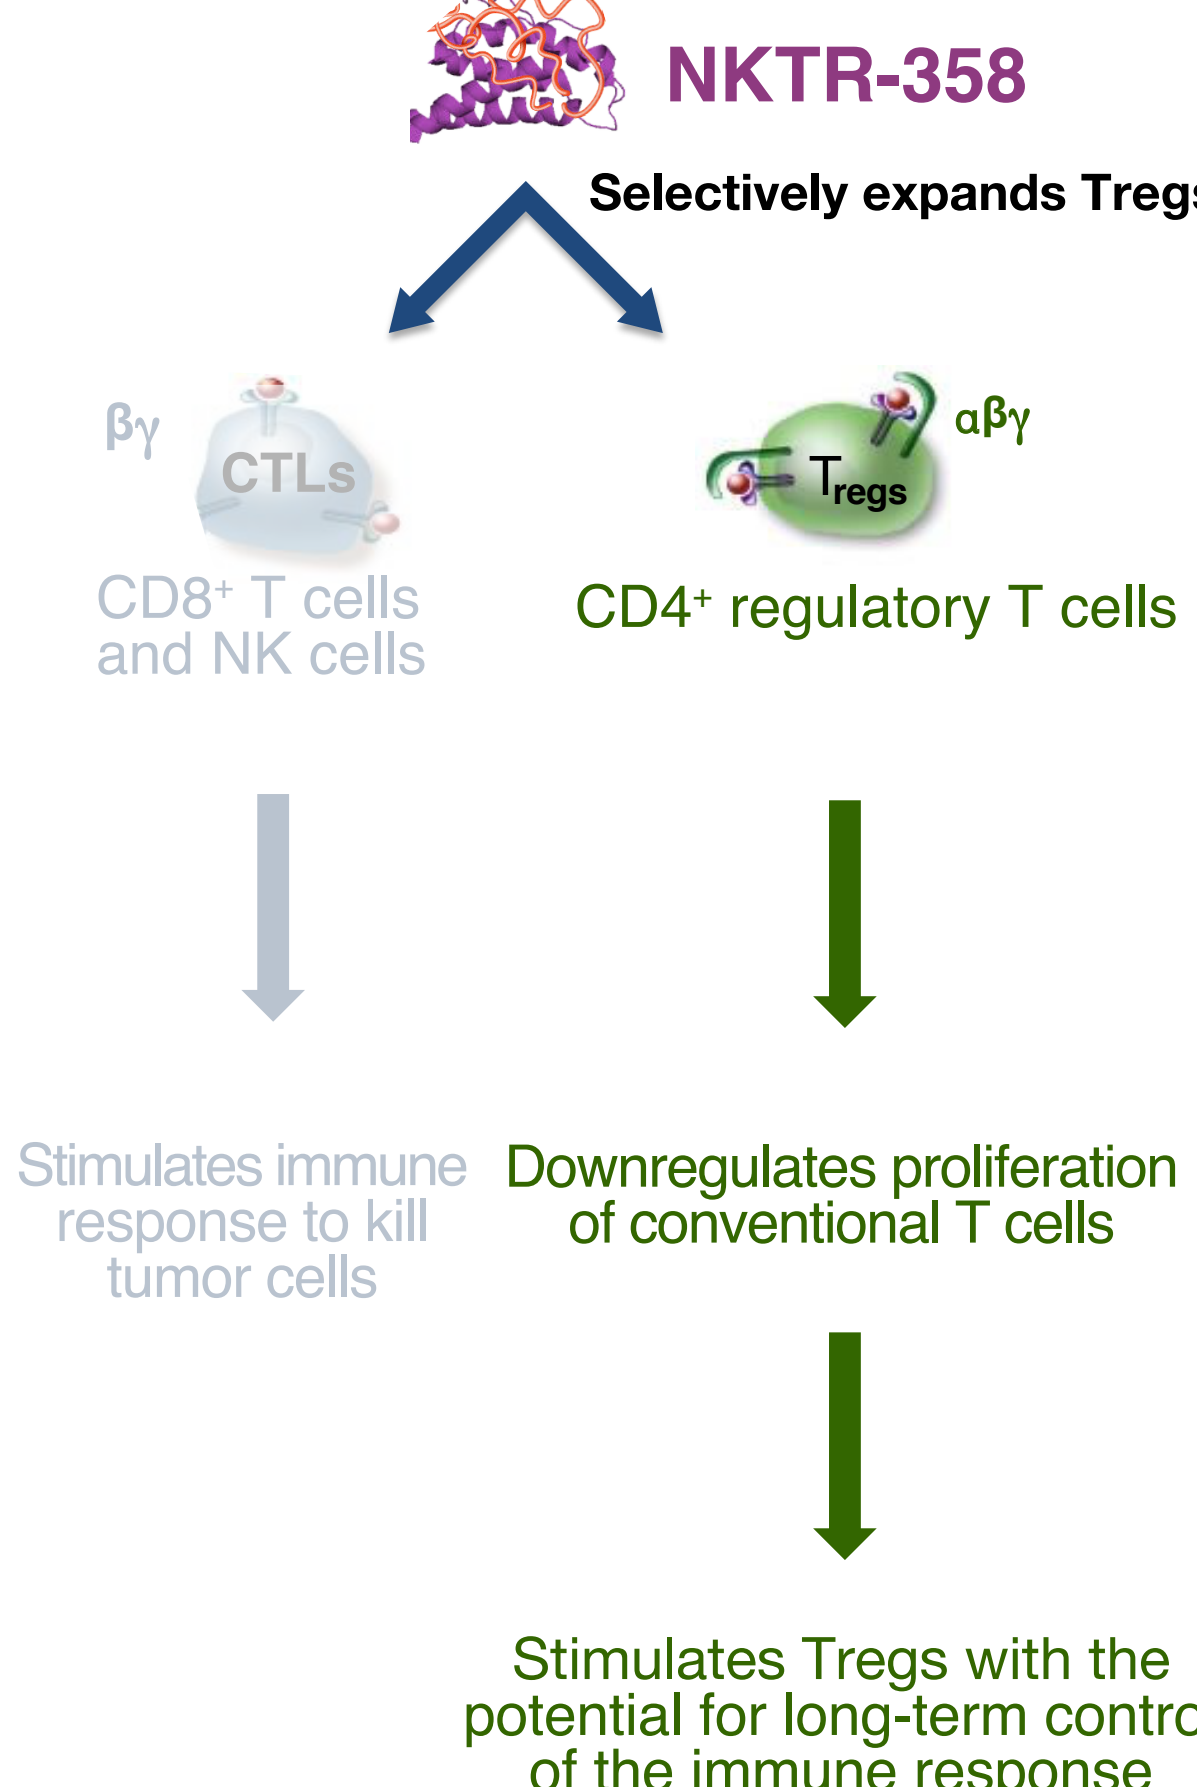 NKTR-358
Selectively expands Tregs
βγ
CTLs
αβγ
Tregs
CD8+ T cells
and NK cells
CD4+ regulatory T cells
Stimulates immune
response to kill
tumor cells
Downregulates proliferation
of conventional T cells
Stimulates Tregs with the
potential for long-term contro
of the immune response